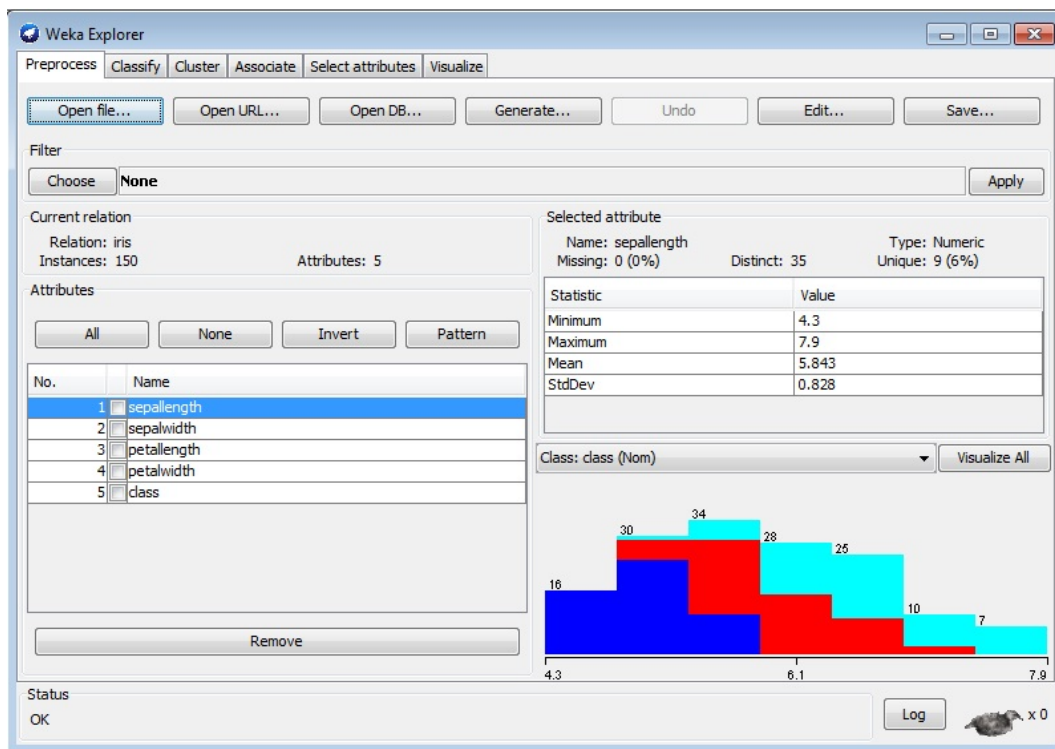 Weka Explorer
Preprocess Classify Cluster Associate Select attributes Visualize
Open file... Open URL... Open DB... Generate... Undo Edit... Save...
Filter
Choose None Apply
Current relation
Relation: iris
Instances: 150 Attributes: 5
Attributes
All None Invert Pattern
No. Name
1 sepallength
2 sepalwidth
3 petallength
4 petalwidth
5 class
Remove
Selected attribute
Name: sepallength Type: Numeric
Missing: 0 (0%) Distinct: 35 Unique: 9 (6%)
Statistic Value
Minimum 4.3
Maximum 7.9
Mean 5.843
StdDev 0.828
Class: class (Nom) Visualize All
16 30 34 28 25 10 7
4.3 6.1 7.9
Status
OK Log x 0